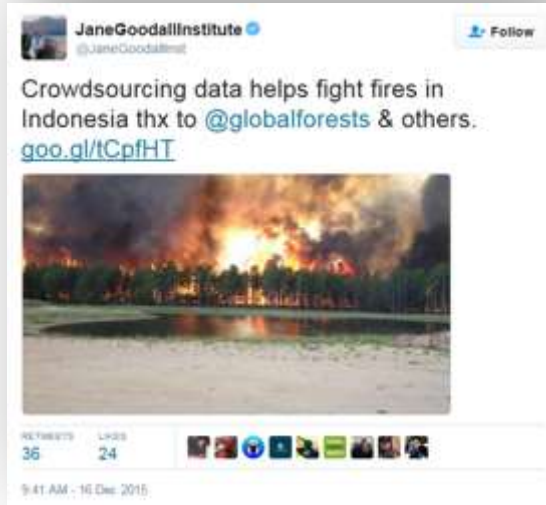 JaneGoodallInstitute
@JaneGoodallInst
Follow
Crowdsourcing data helps fight fires in
Indonesia thx to @globalforests & others.
goo.gl/tCpfHT
RETWEETS LIKES
36 24
9:41 AM - 16 Dec 2015